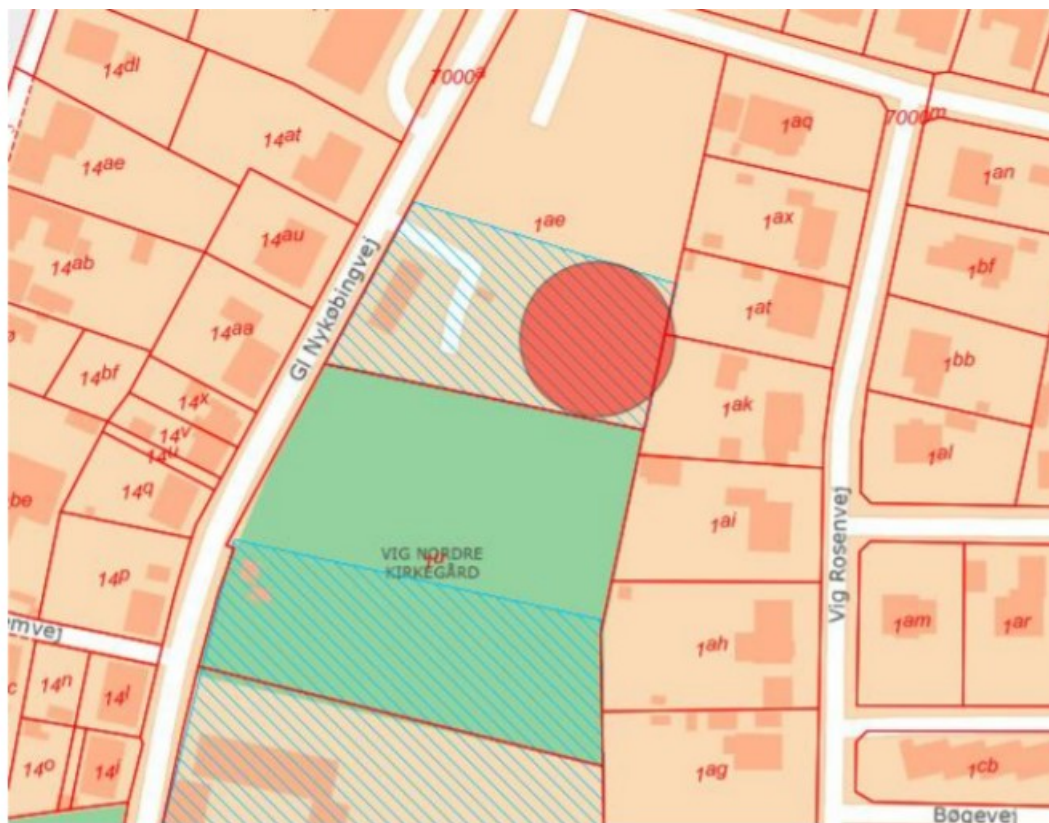 14dl
7000a
14at
1aq
7000m
14ae
1an
1ae
1ax
14au
14ab
1bf
Gl Nykøbingvej
1at
14aa
1bb
14bf
14x
1ak
14v
14u
1al
14q
be
1ai
Vig Rosenvej
VIG NORDRE
KIRKEGÅRD
14p
1am
1ar
emvej
1ah
c
14n
14l
14o
14i
1ag
1cb
Bøgevej